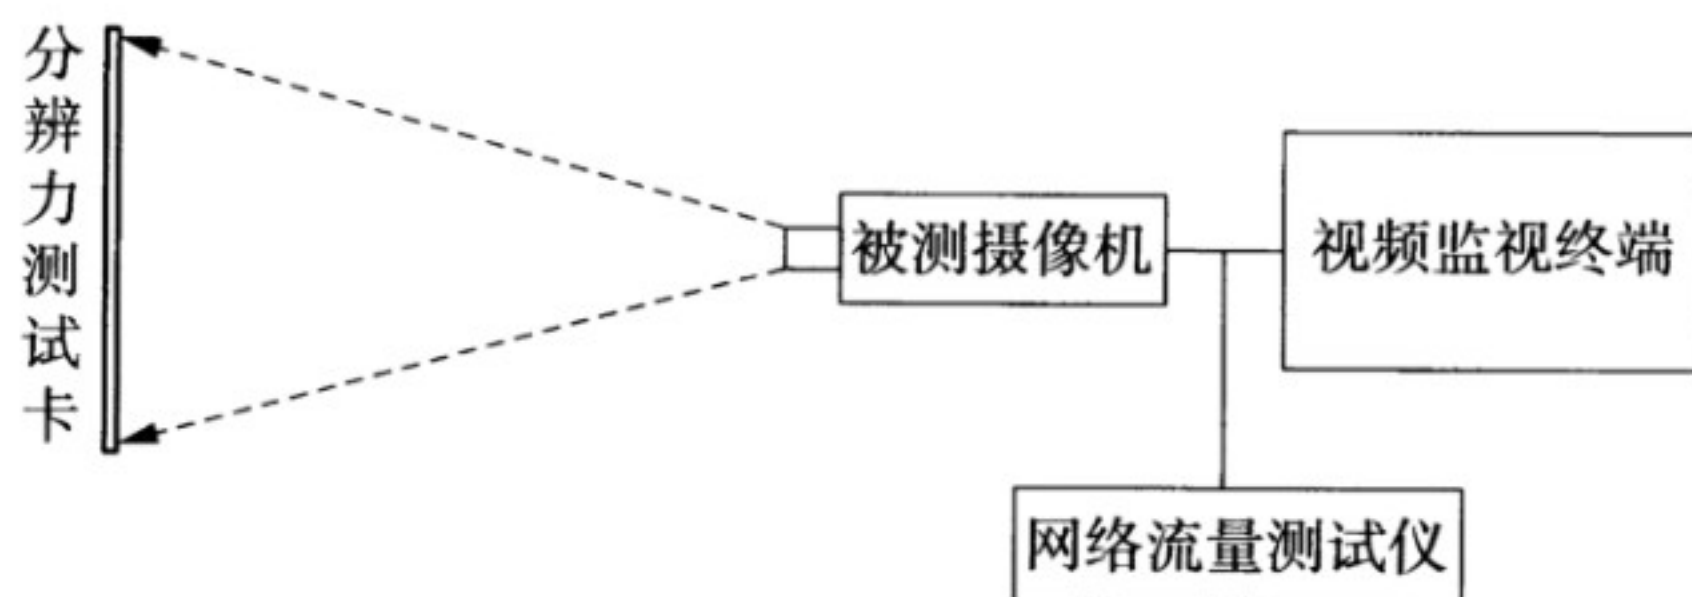 分辨力测试卡
被测摄像机
视频监视终端
网络流量测试仪